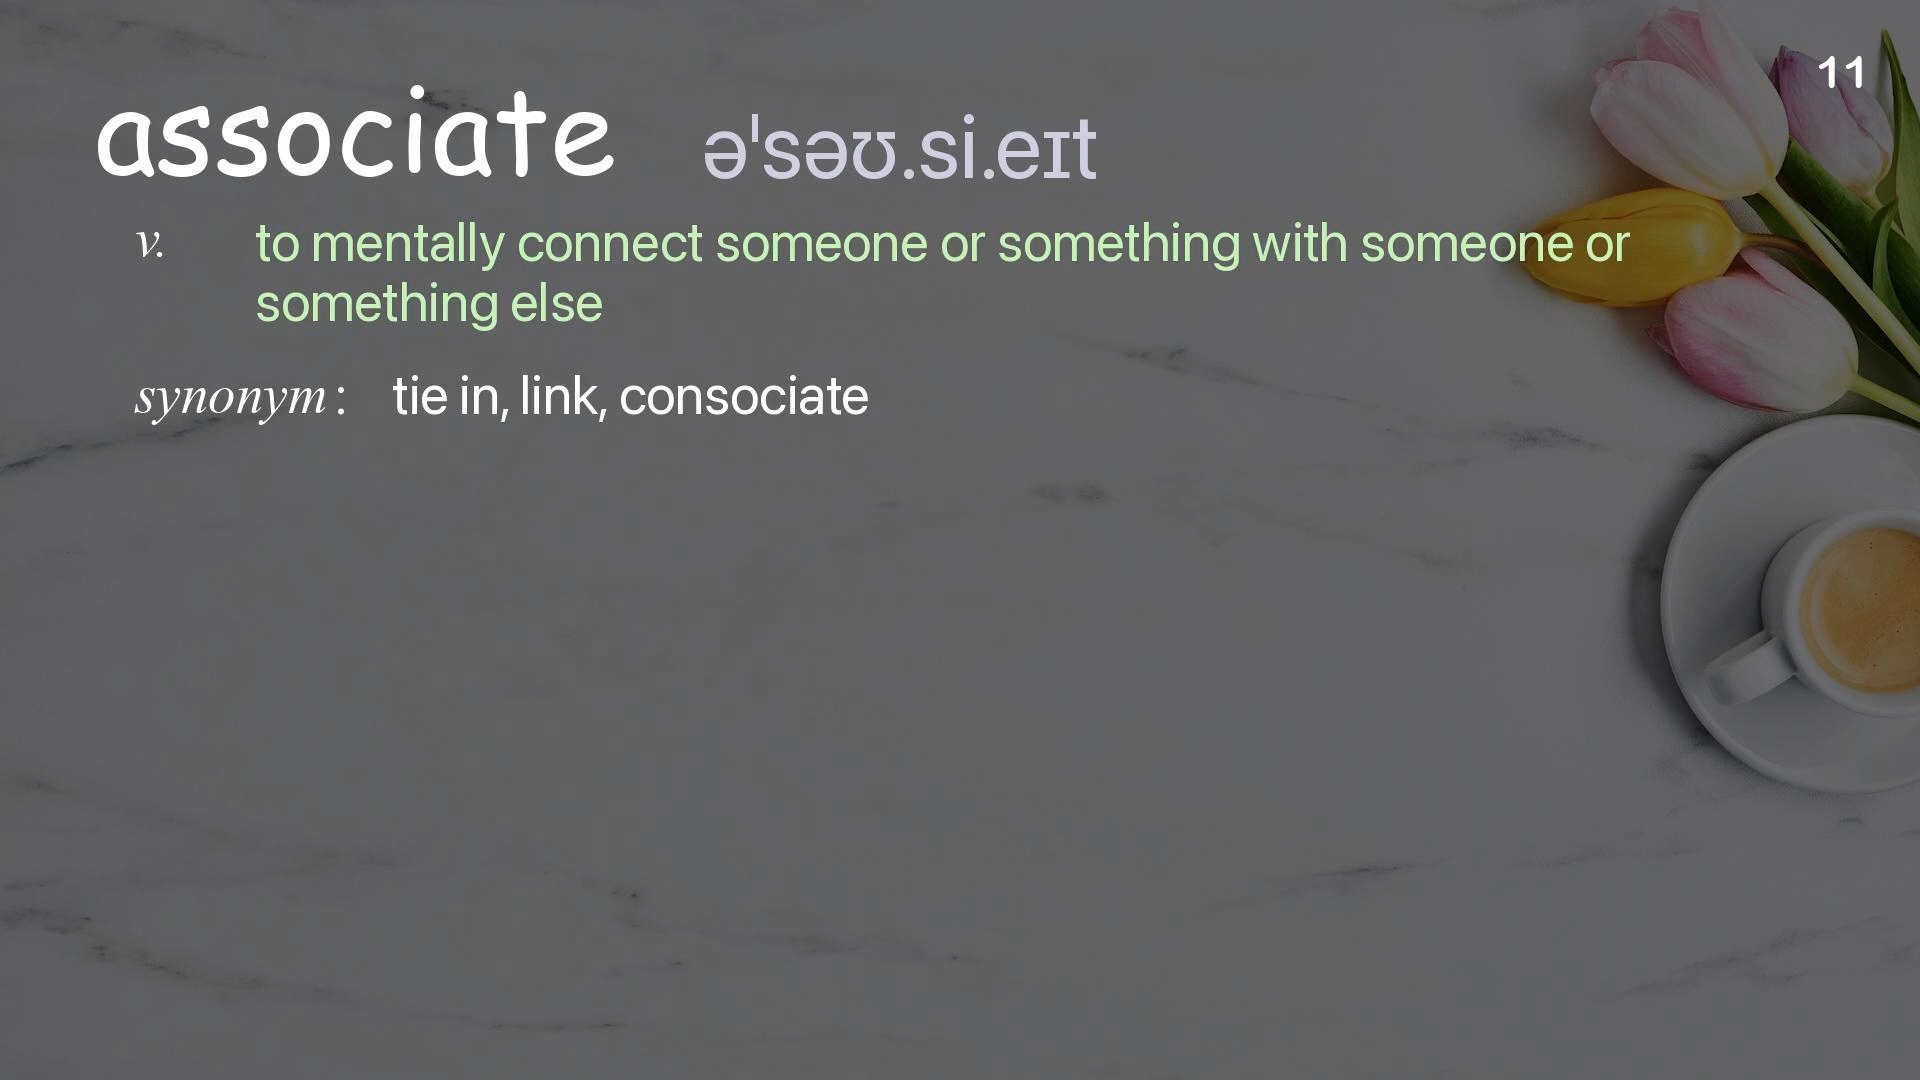 11
associate əˈsəʊ.si.eɪt
v. to mentally connect someone or something with someone or
something else
synonym : tie in, link, consociate